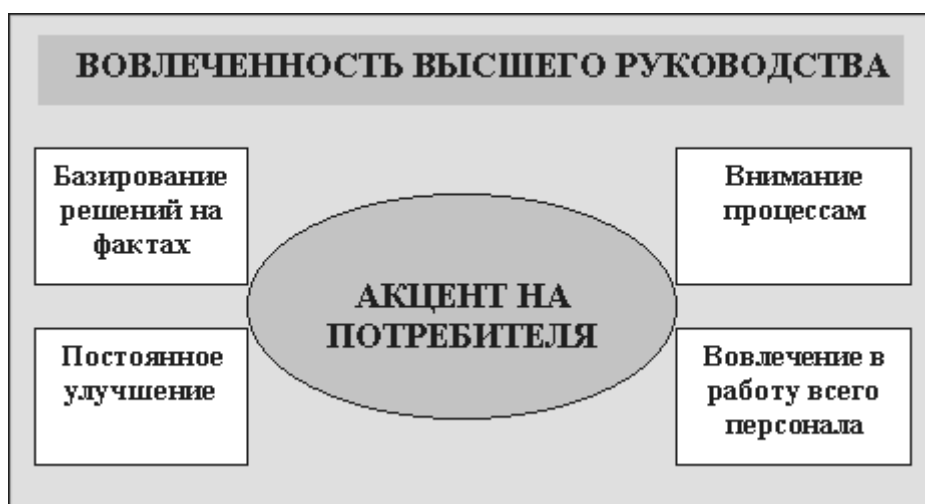 ВОВЛЕЧЕННОСТЬ ВЫСШЕГО РУКОВОДСТВА
Базирование
решений на
фактах
Внимание
процессам
АКЦЕНТ НА
ПОТРЕБИТЕЛЯ
Постоянное
улучшение
Вовлечение в
работу всего
персонала